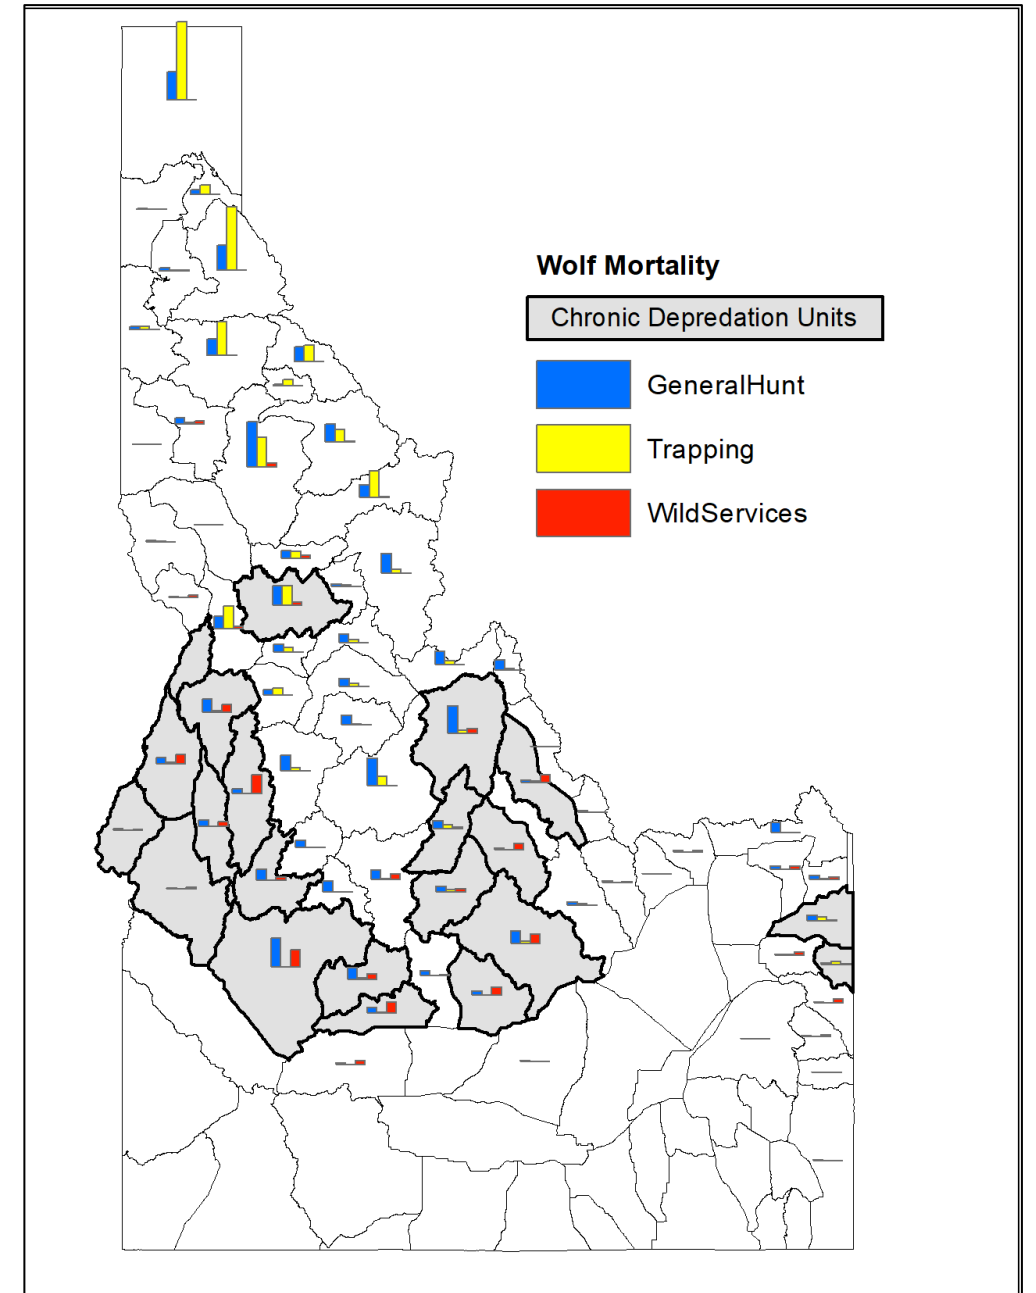 Wolf Mortality
Chronic Depredation Units
GeneralHunt
Trapping
WildServices